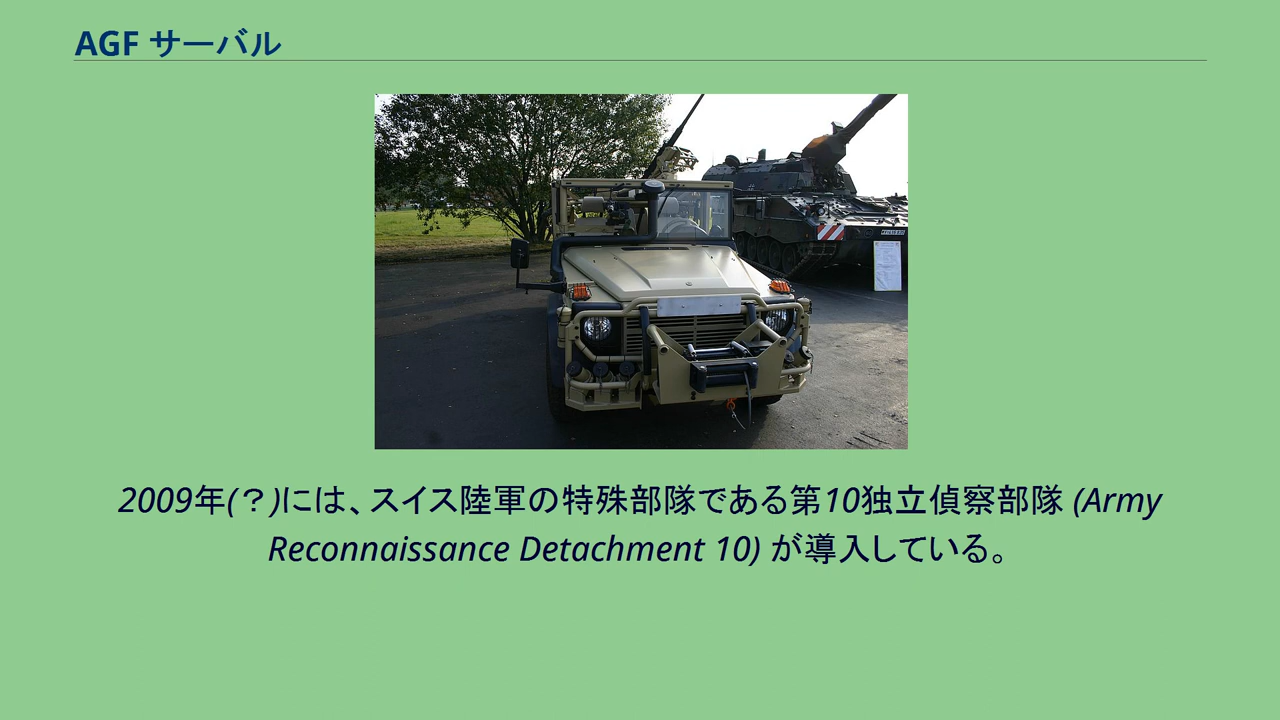 AGF サーバル
2009年(？)には、スイス陸軍の特殊部隊である第10独立偵察部隊 (Army
Reconnaissance Detachment 10) が導入している。